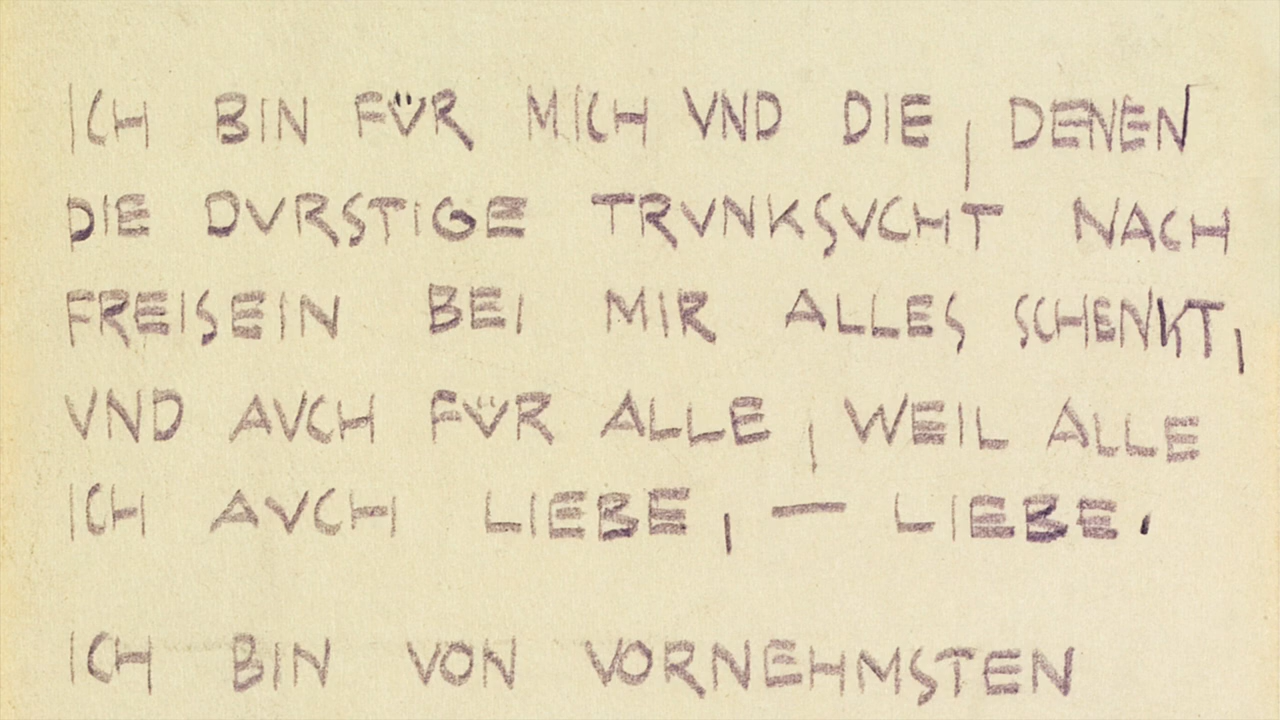 ICH BIN FÜR MICH VND DIE, DENEN
DIE DVRSTIGE TRVNKSVCHT NACH
FREISEIN BEI MIR ALLES SCHENKT,
VND AVCH FÜR ALLE, WEIL ALLE
ICH AVCH LIEBE, — LIEBE.
ICH BIN VON VORNEHMSTEN